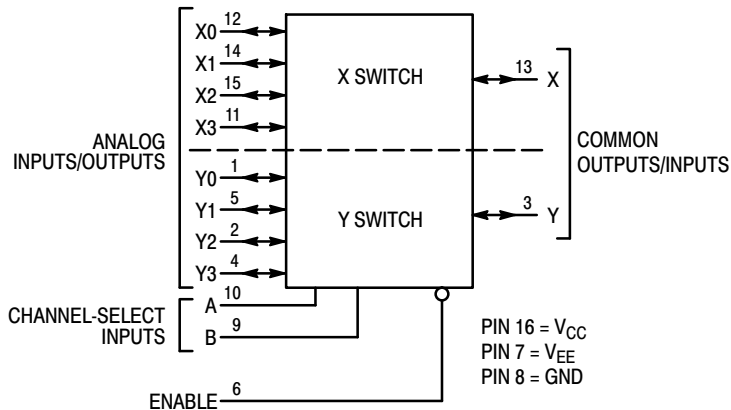 X0 12
X1 14
X2 15
X3 11
X SWITCH
13 X
ANALOG
INPUTS/OUTPUTS
COMMON
OUTPUTS/INPUTS
Y0 1
Y1 5
Y2 2
Y3 4
Y SWITCH
3 Y
CHANNEL-SELECT
INPUTS
A 10
B 9
PIN 16 = VCC
PIN 7 = VEE
PIN 8 = GND
ENABLE 6